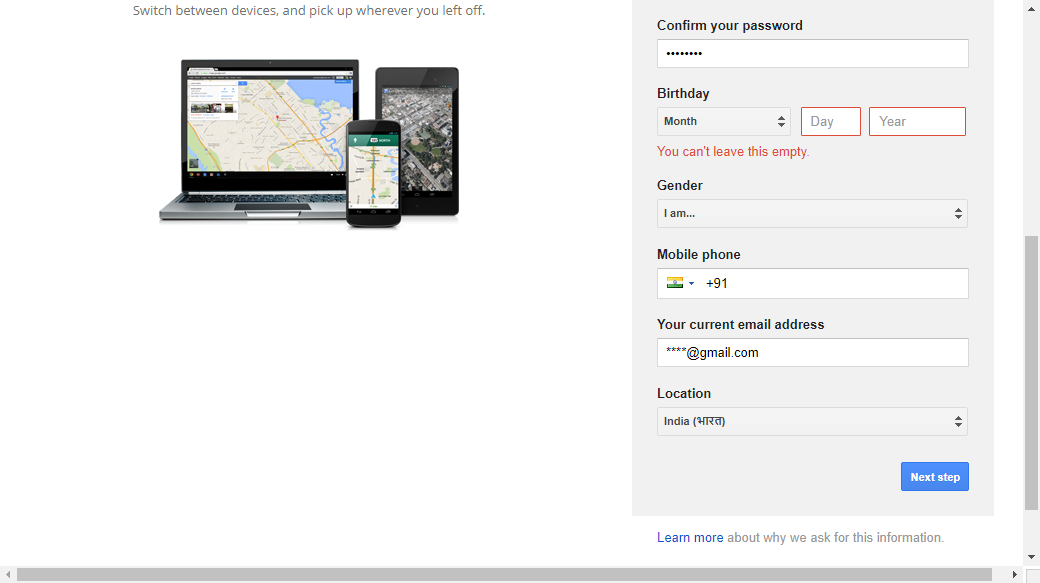 Switch between devices, and pick up wherever you left off.
Confirm your password
••••••••
Birthday
Month Day Year
You can't leave this empty.
Gender
I am...
Mobile phone
+91
Your current email address
****@gmail.com
Location
India (भारत)
Next step
Learn more about why we ask for this information.